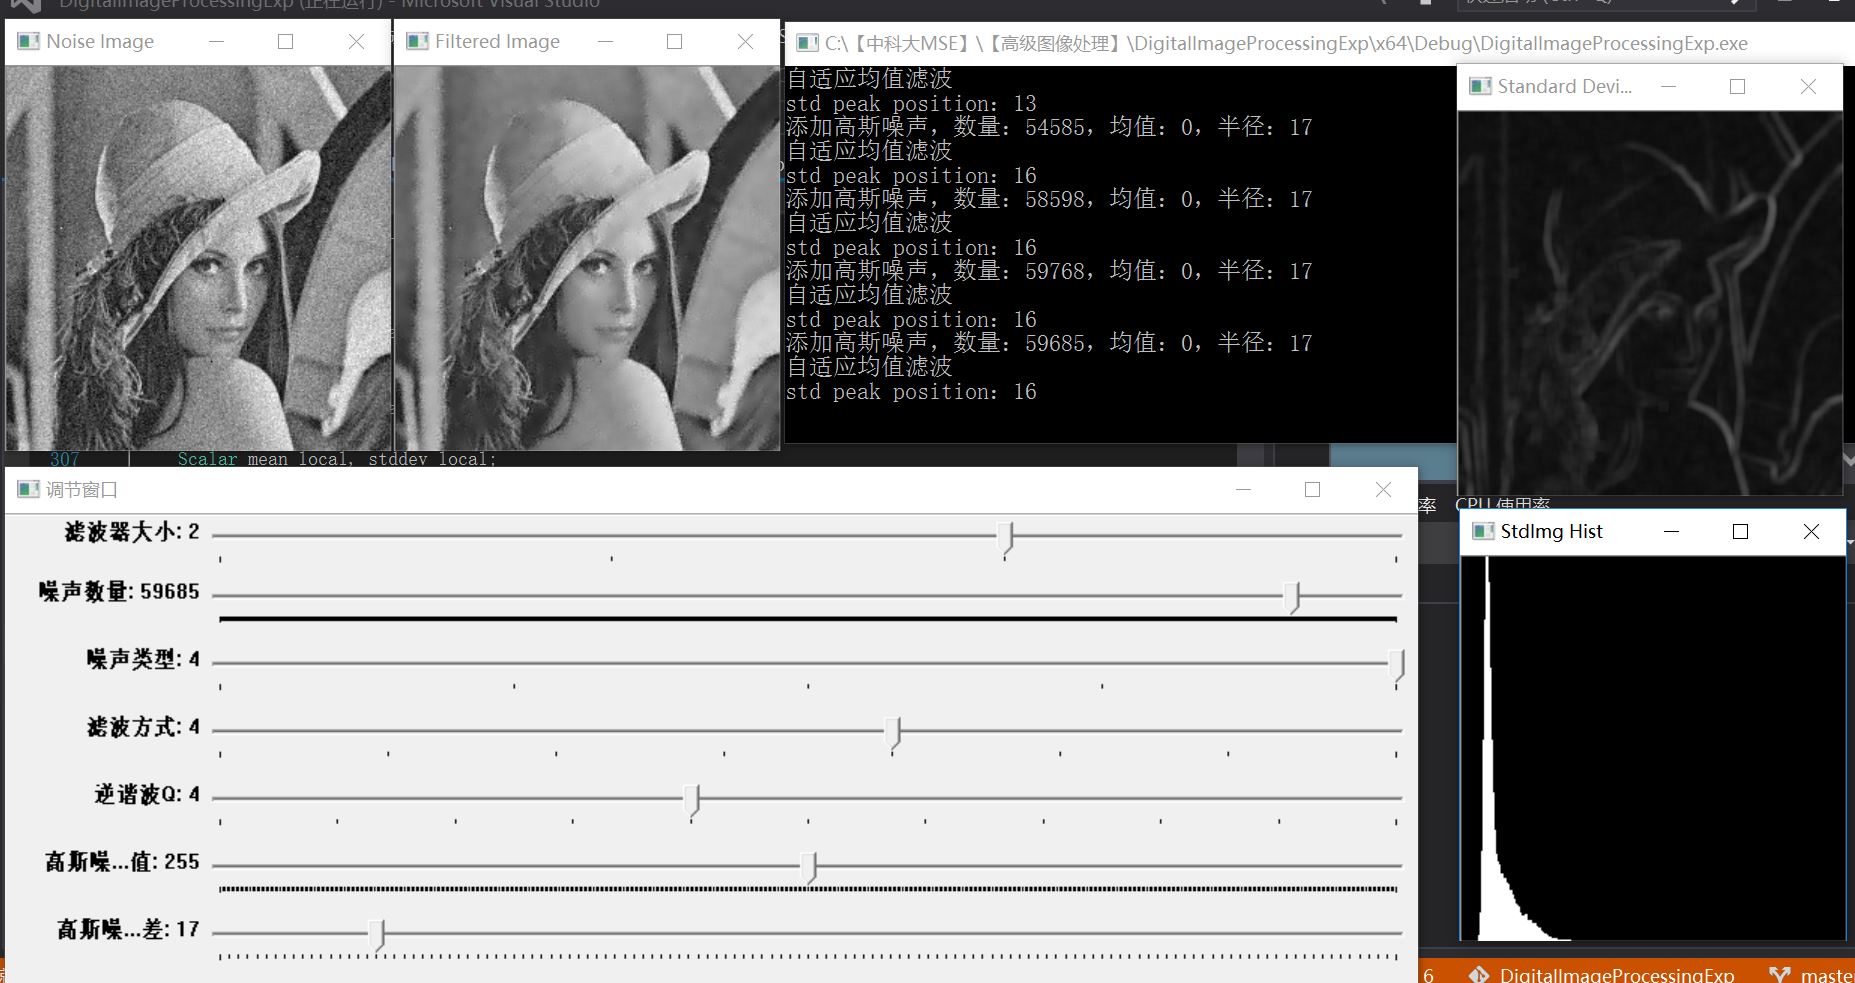 DigitalImageProcessingExp (正在运行) - Microsoft Visual Studio
Noise Image
Filtered Image
C:\【中科大MSE】\【高级图像处理】\DigitalImageProcessingExp\x64\Debug\DigitalImageProcessingExp.exe
自适应均值滤波
std peak position: 13
添加高斯噪声，数量：54585，均值：0，半径：17
自适应均值滤波
std peak position: 16
添加高斯噪声，数量：58598，均值：0，半径：17
自适应均值滤波
std peak position: 16
添加高斯噪声，数量：59768，均值：0，半径：17
自适应均值滤波
std peak position: 16
添加高斯噪声，数量：59685，均值：0，半径：17
自适应均值滤波
std peak position: 16
Standard Devi...
307 Scalar mean_local, stddev_local;
调节窗口
滤波器大小: 2
噪声数量: 59685
噪声类型: 4
滤波方式: 4
逆谐波Q: 4
高斯噪...值: 255
高斯噪...差: 17
率 CPU 使用率
StdImg Hist
6 DigitalImageProcessingExp master